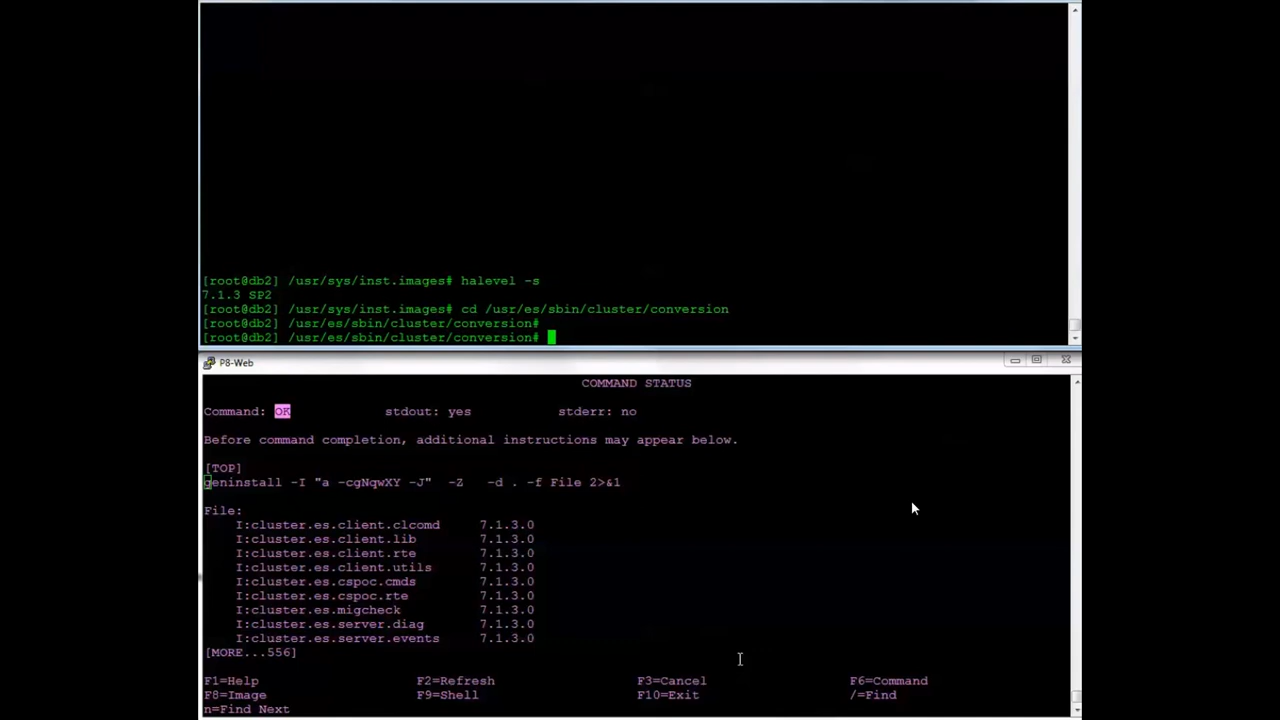 [root@db2] /usr/sys/inst.images# halevel -s
7.1.3 SP2
[root@db2] /usr/sys/inst.images# cd /usr/es/sbin/cluster/conversion
[root@db2] /usr/es/sbin/cluster/conversion#
[root@db2] /usr/es/sbin/cluster/conversion#
P8-Web
COMMAND STATUS
Command: OK stdout: yes stderr: no
Before command completion, additional instructions may appear below.
[TOP]
geninstall -I "a -cgNqwXY -J" -Z -d . -f File 2>&1
File:
I:cluster.es.client.clcomd 7.1.3.0
I:cluster.es.client.lib 7.1.3.0
I:cluster.es.client.rte 7.1.3.0
I:cluster.es.client.utils 7.1.3.0
I:cluster.es.cspoc.cmds 7.1.3.0
I:cluster.es.cspoc.rte 7.1.3.0
I:cluster.es.migcheck 7.1.3.0
I:cluster.es.server.diag 7.1.3.0
I:cluster.es.server.events 7.1.3.0
[MORE...556]
F1=Help F2=Refresh F3=Cancel F6=Command
F8=Image F9=Shell F10=Exit /=Find
n=Find Next